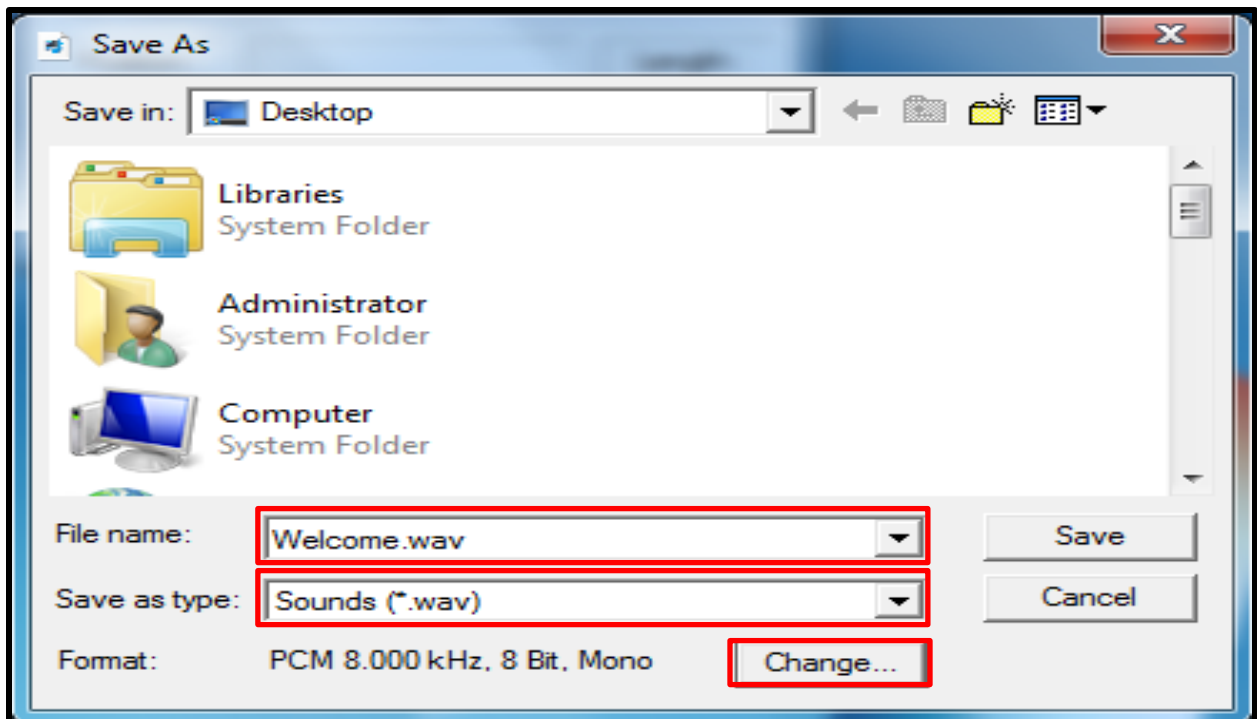 Save As
Save in: Desktop
Libraries
System Folder
Administrator
System Folder
Computer
System Folder
File name: Welcome.wav Save
Save as type: Sounds (*.wav) Cancel
Format: PCM 8.000 kHz, 8 Bit, Mono Change...